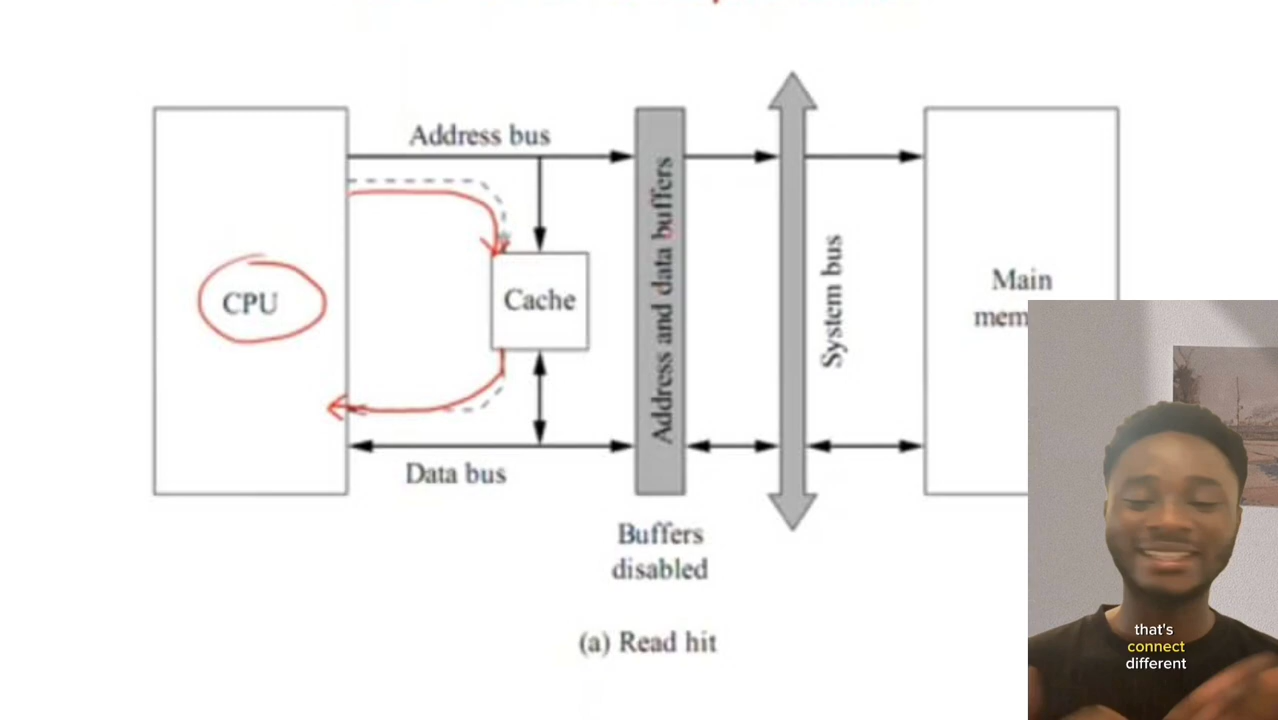 Address bus
CPU
Cache
Address and data buffers
System bus
Main
Data bus
Buffers
disabled
(a) Read hit
that's
connect
different